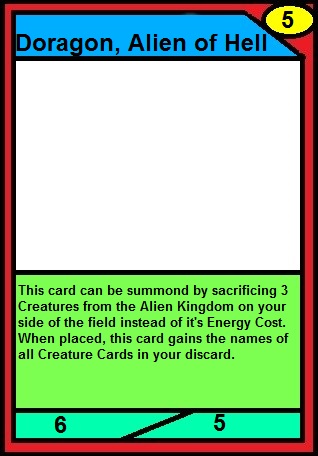 5
Doragon, Alien of Hell
This card can be summond by sacrificing 3
Creatures from the Alien Kingdom on your
side of the field instead of it's Energy Cost.
When placed, this card gains the names of
all Creature Cards in your discard.
6
5